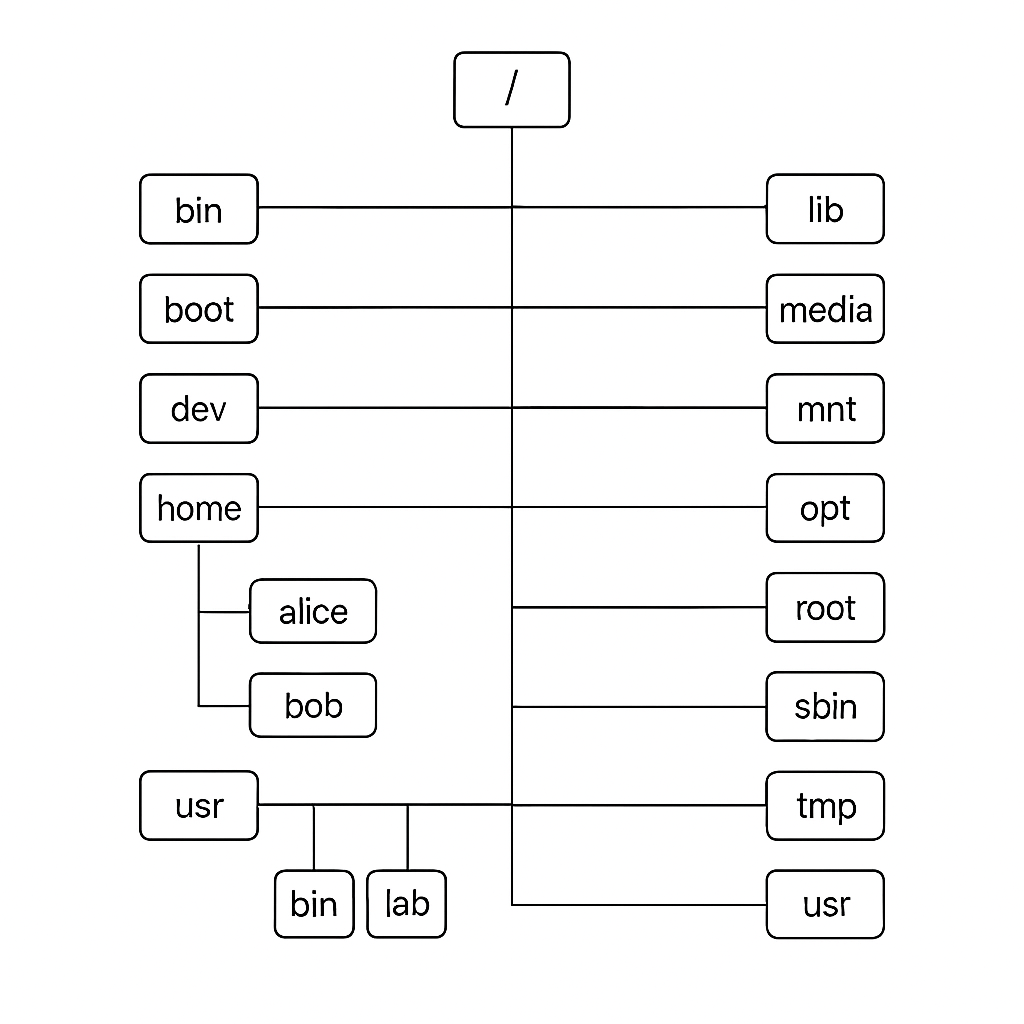 /
bin
lib
boot
media
dev
mnt
home
opt
alice
root
bob
sbin
usr
tmp
bin
lab
usr